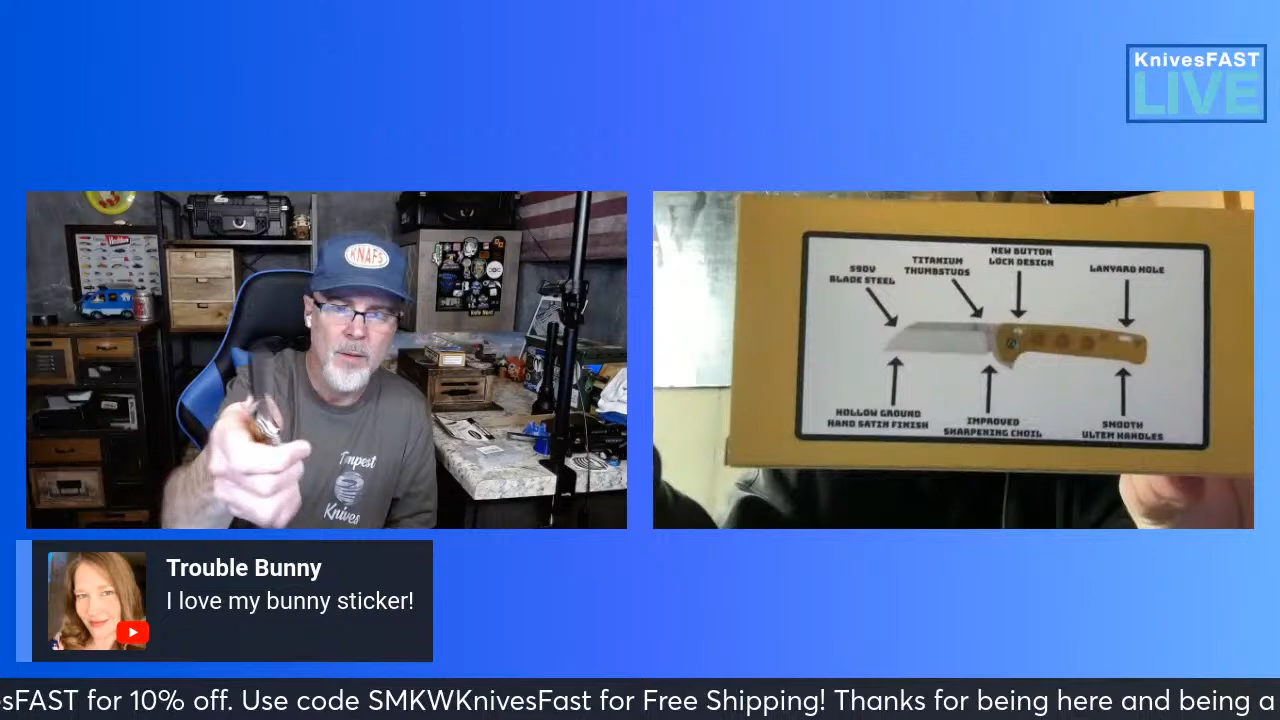 KnivesFAST
LIVE
KNAFS
Tempest
Knives
S90V
BLADE STEEL
TITANIUM
THUMBSTUDS
NEW BUTTON
LOCK DESIGN
LANYARD HOLE
HOLLOW GROUND
HAND SATIN FINISH
IMPROVED
SHARPENING CHOIL
SMOOTH
ULTEM HANDLES
Trouble Bunny
I love my bunny sticker!
sFAST for 10% off. Use code SMKWKnivesFast for Free Shipping! Thanks for being here and being a